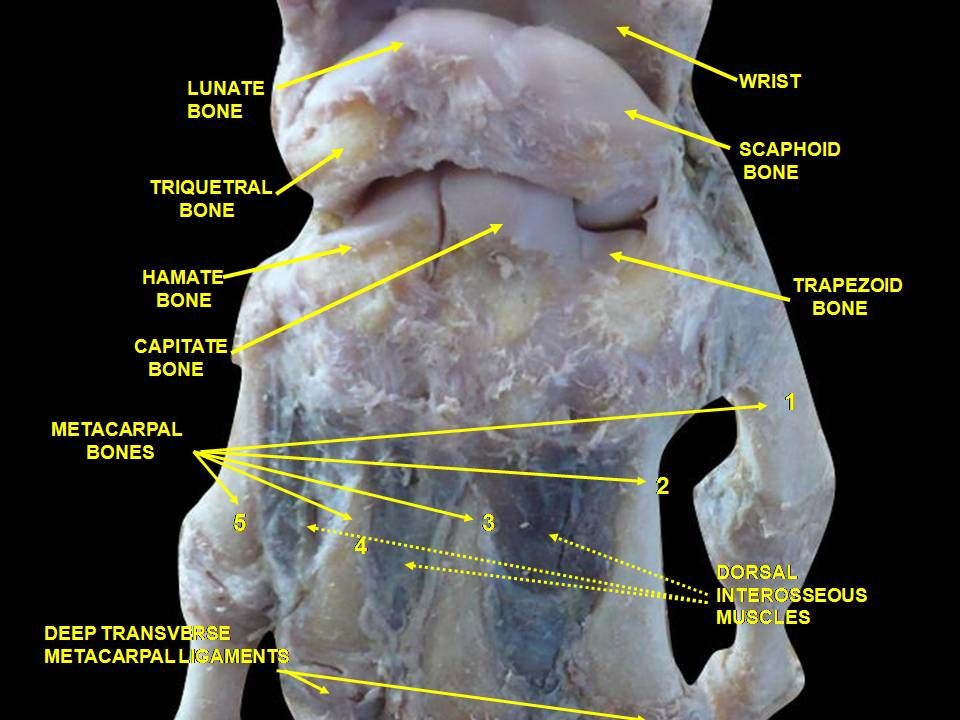 LUNATE
BONE
WRIST
SCAPHOID
BONE
TRIQUETRAL
BONE
HAMATE
BONE
TRAPEZOID
BONE
CAPITATE
BONE
1
METACARPAL
BONES
2
5
3
4
DORSAL
INTEROSSEOUS
MUSCLES
DEEP TRANSVERSE
METACARPAL LIGAMENTS